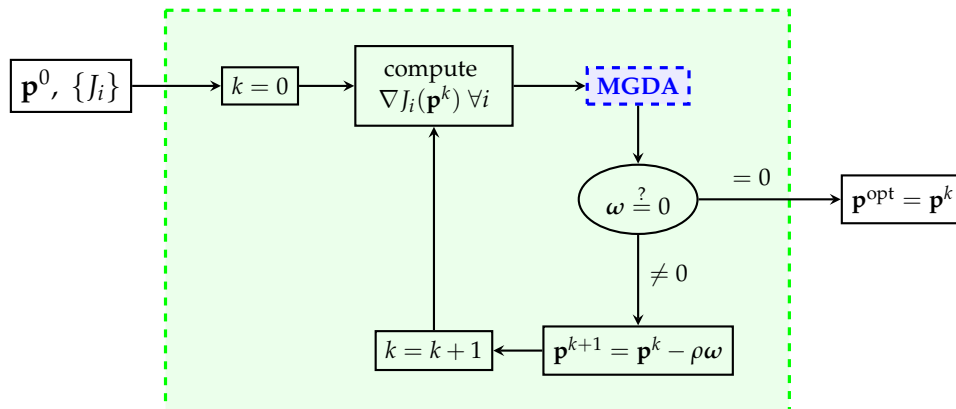 𝐩⁰, {Jᵢ}
k = 0
compute
∇Jᵢ(𝐩ᵏ) ∀i
MGDA
𝝎 ≟ 0
= 0
𝐩ᵒᵖᵗ = 𝐩ᵏ
≠ 0
𝐩ᵏ⁺¹ = 𝐩ᵏ − ρ𝝎
k = k + 1